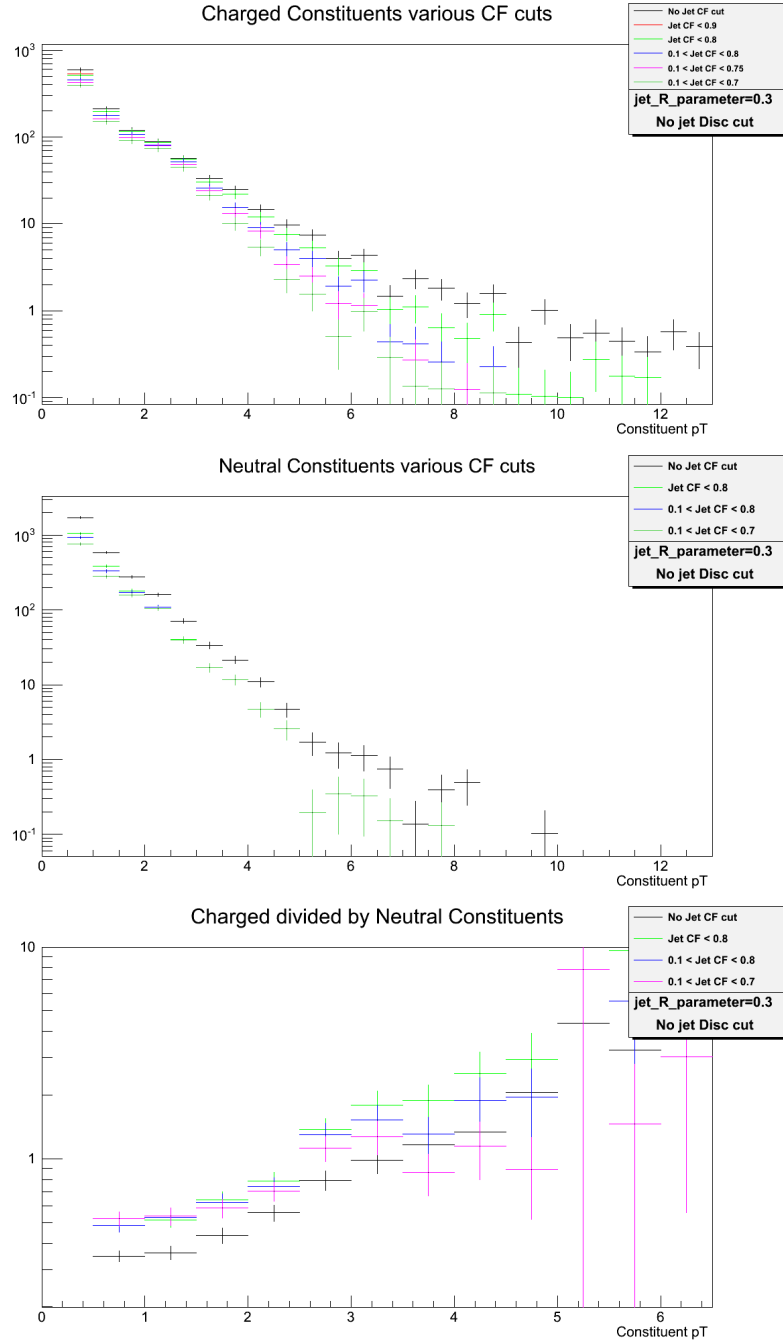 Charged Constituents various CF cuts
No Jet CF cut
Jet CF < 0.9
Jet CF < 0.8
0.1 < Jet CF < 0.8
0.1 < Jet CF < 0.75
0.1 < Jet CF < 0.7
jet_R_parameter=0.3
No jet Disc cut
10³
10²
10
1
10⁻¹
0 2 4 6 8 10 12
Constituent pT
Neutral Constituents various CF cuts
No Jet CF cut
Jet CF < 0.8
0.1 < Jet CF < 0.8
0.1 < Jet CF < 0.7
jet_R_parameter=0.3
No jet Disc cut
10³
10²
10
1
10⁻¹
0 2 4 6 8 10 12
Constituent pT
Charged divided by Neutral Constituents
No Jet CF cut
Jet CF < 0.8
0.1 < Jet CF < 0.8
0.1 < Jet CF < 0.7
jet_R_parameter=0.3
No jet Disc cut
10
1
0 1 2 3 4 5 6
Constituent pT